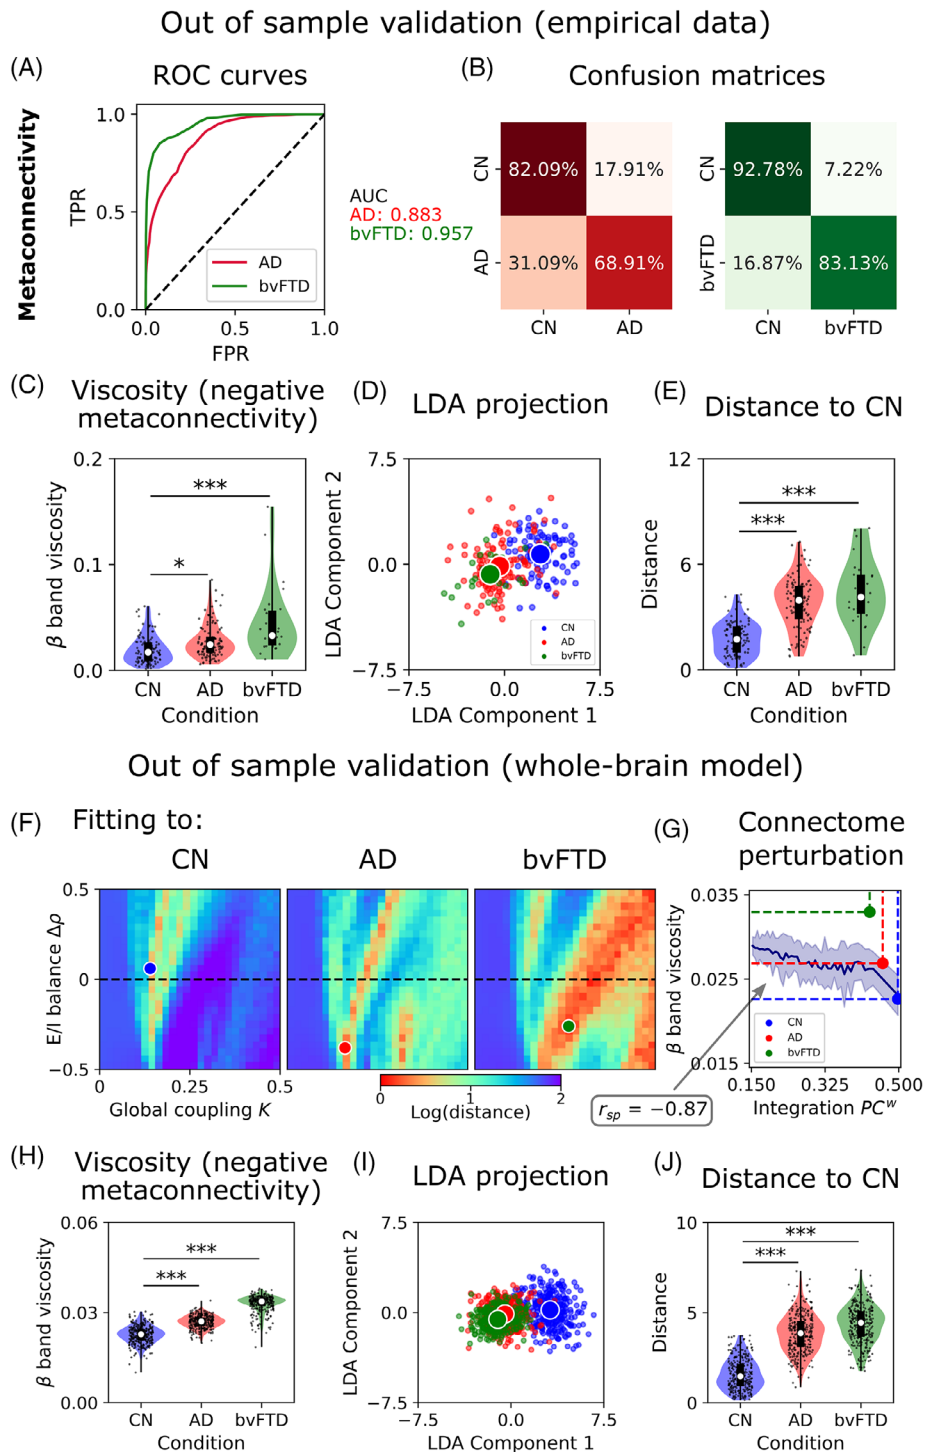 Out of sample validation (empirical data)
(A)
ROC curves
Metaconnectivity
TPR
1.0
0.5
0.0
0.0
0.5
1.0
FPR
AD
bvFTD
AUC
AD: 0.883
bvFTD: 0.957
(B)
Confusion matrices
CN
AD
82.09%
17.91%
31.09%
68.91%
CN
AD
CN
bvFTD
92.78%
7.22%
16.87%
83.13%
CN
bvFTD
(C)
Viscosity (negative
metaconnectivity)
β band viscosity
0.2
0.1
0.0
***
*
CN
AD
bvFTD
Condition
(D)
LDA projection
LDA Component 2
7.5
0.0
−7.5
CN
AD
bvFTD
−7.5
0.0
7.5
LDA Component 1
(E)
Distance to CN
Distance
12
6
0
***
***
CN
AD
bvFTD
Condition
Out of sample validation (whole-brain model)
(F)
Fitting to:
CN
AD
bvFTD
E/I balance Δρ
0.5
0
−0.5
0.0
0.25
0.5
Global coupling K
0
1
2
Log(distance)
(G)
Connectome
perturbation
β band viscosity
0.035
0.025
0.015
CN
AD
bvFTD
0.150
0.325
0.500
Integration PCʷ
rsp = −0.87
(H)
Viscosity (negative
metaconnectivity)
β band viscosity
0.06
0.03
0.00
***
***
CN
AD
bvFTD
Condition
(I)
LDA projection
LDA Component 2
7.5
0.0
−7.5
−7.5
0.0
7.5
LDA Component 1
(J)
Distance to CN
Distance
10
5
0
***
***
CN
AD
bvFTD
Condition